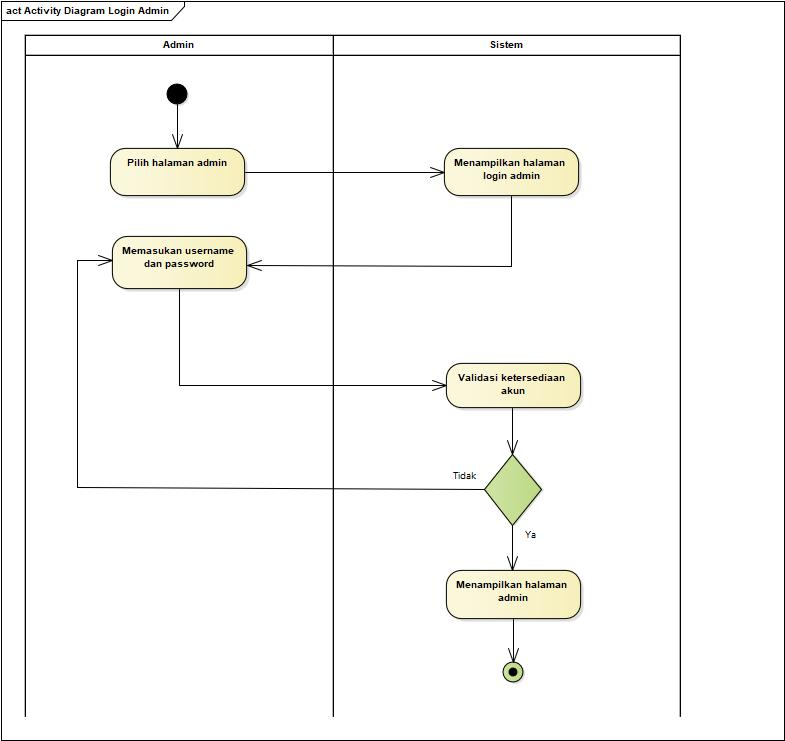 act Activity Diagram Login Admin
Admin
Sistem
Pilih halaman admin
Menampilkan halaman
login admin
Memasukan username
dan password
Validasi ketersediaan
akun
Tidak
Ya
Menampilkan halaman
admin